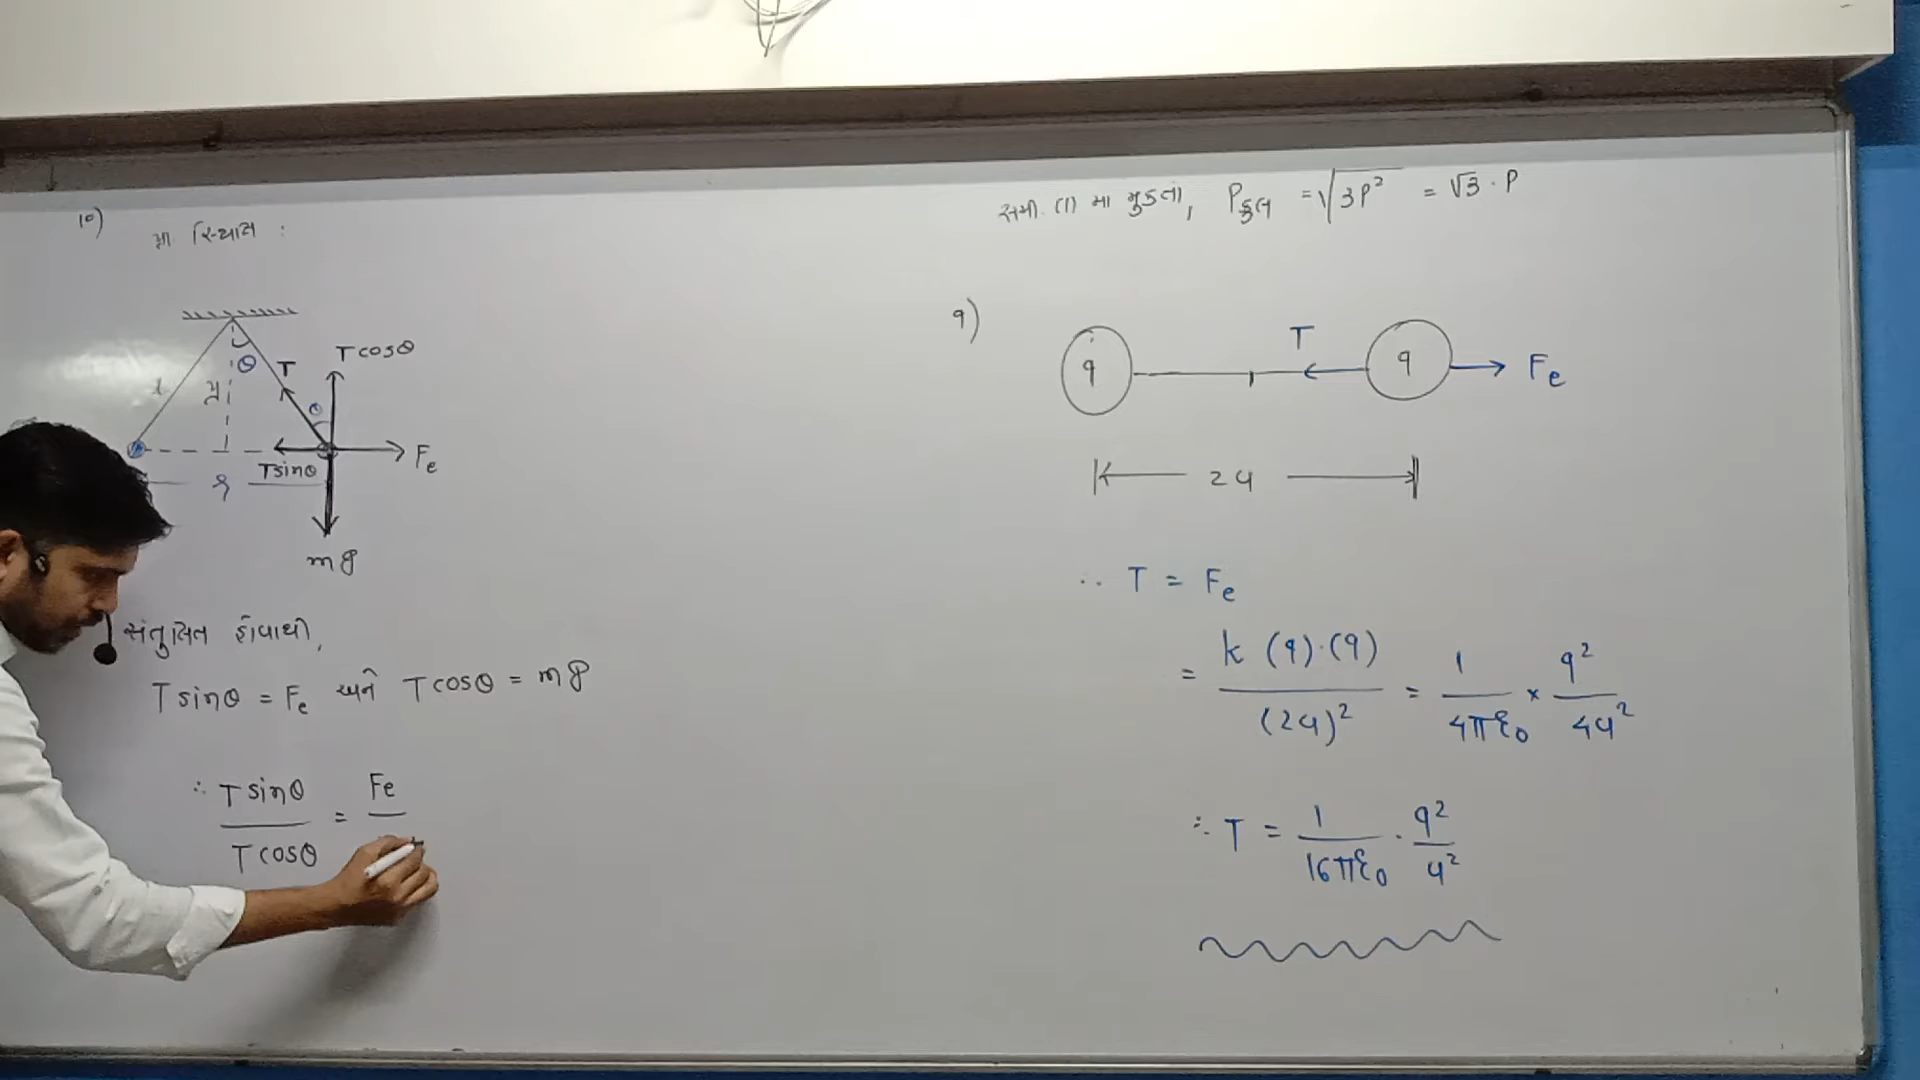 10)
સ્થિતિ :
T cosθ
θ
T
l
y
θ
Fe
T sinθ
r
mg
સંતુલિત હોવાથી,
T sinθ = Fe અને T cosθ = mg
∴ T sinθ / T cosθ = Fe /
સમી. (1) માં મુકતાં, Pકુલ = √3P² = √3 · P
9)
q
T
q
Fe
2y
∴ T = Fe
= k (q)·(q) / (2y)² = 1 / 4πε₀ × q² / 4y²
∴ T = 1 / 16πε₀ · q² / y²